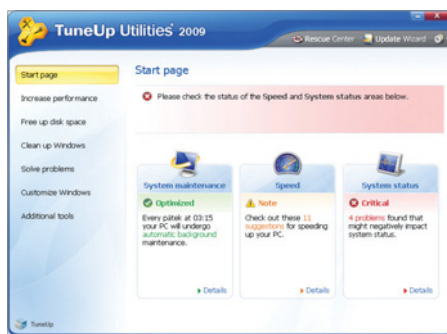 TuneUp Utilities® 2009
Rescue Center Update Wizard
Start page
Increase performance
Free up disk space
Clean up Windows
Solve problems
Customize Windows
Additional tools
Start page
Please check the status of the Speed and System status areas below.
System maintenance
Optimized
Every pátek at 03:15
your PC will undergo
automatic background
maintenance.
Details
Speed
Note
Check out these 11
suggestions for speeding
up your PC.
Details
System status
Critical
4 problems found that
might negatively impact
system status.
Details
TuneUp